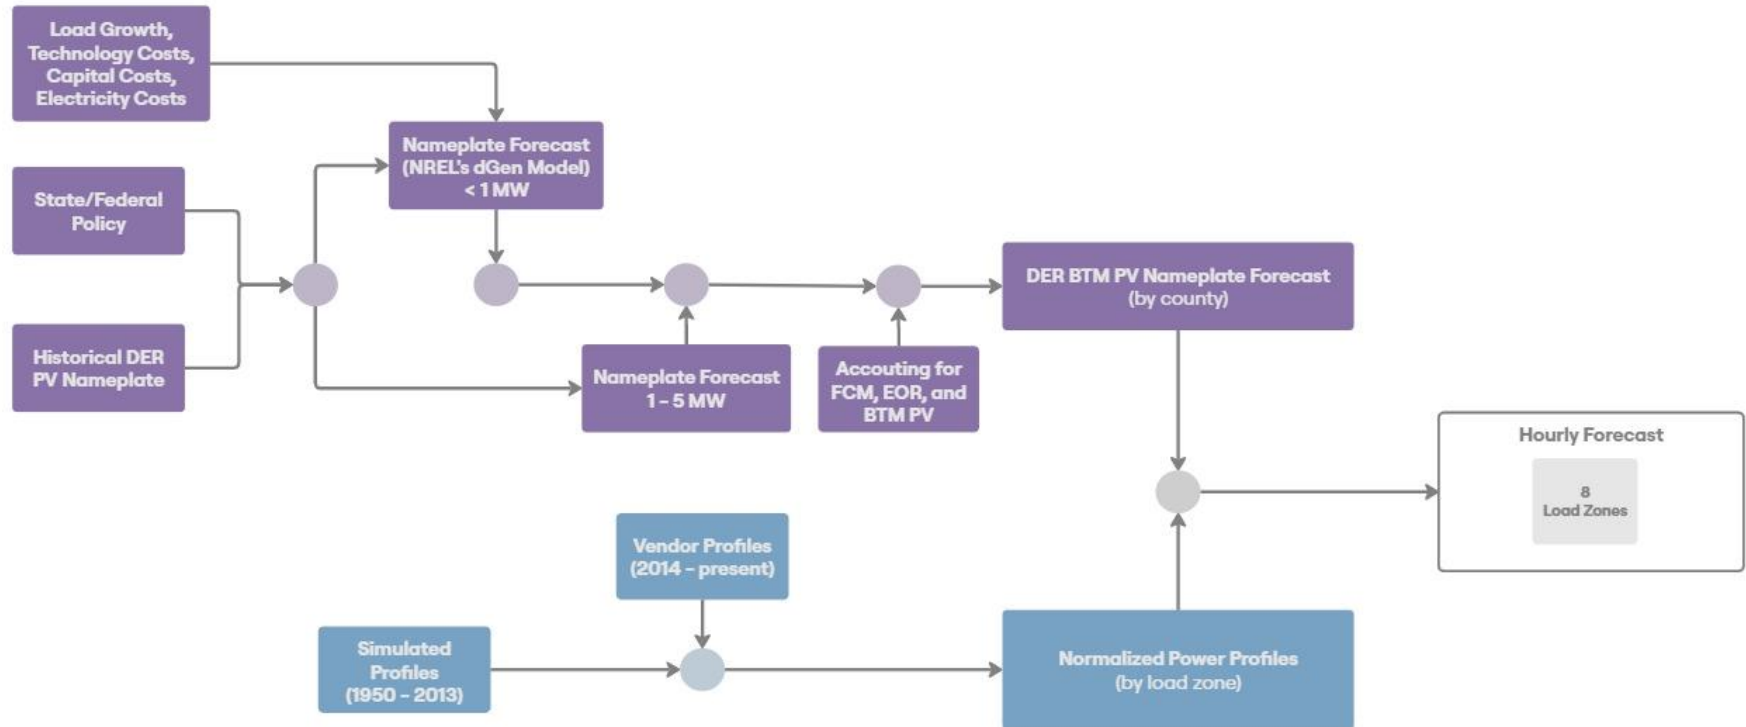 Load Growth,
Technology Costs,
Capital Costs,
Electricity Costs
Nameplate Forecast
(NREL's dGen Model)
< 1 MW
State/Federal
Policy
Historical DER
PV Nameplate
Nameplate Forecast
1 – 5 MW
Accouting for
FCM, EOR, and
BTM PV
DER BTM PV Nameplate Forecast
(by county)
Hourly Forecast
8
Load Zones
Vendor Profiles
(2014 – present)
Simulated
Profiles
(1950 – 2013)
Normalized Power Profiles
(by load zone)